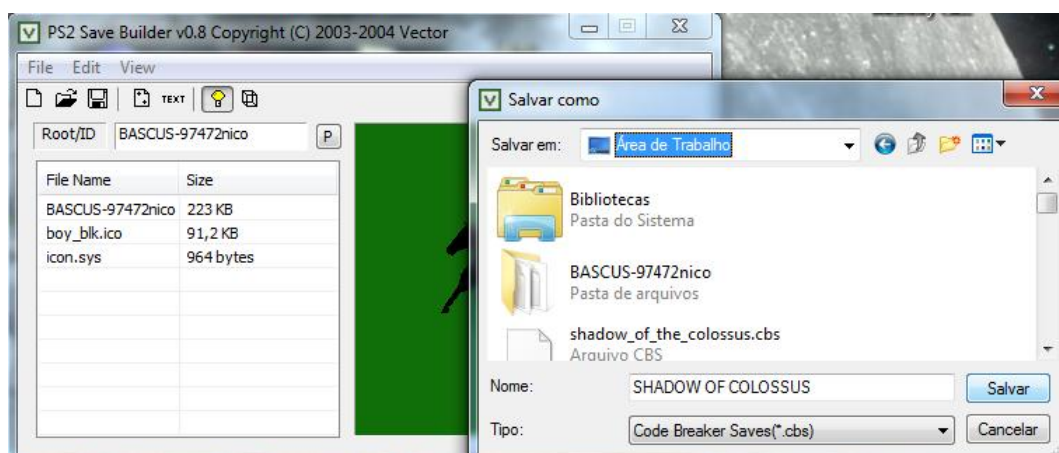 PS2 Save Builder v0.8 Copyright (C) 2003-2004 Vector
File Edit View
TEXT
Root/ID BASCUS-97472nico P
File Name Size
BASCUS-97472nico 223 KB
boy_blk.ico 91,2 KB
icon.sys 964 bytes
Salvar como
Salvar em: Área de Trabalho
Bibliotecas
Pasta do Sistema
BASCUS-97472nico
Pasta de arquivos
shadow_of_the_colossus.cbs
Arquivo CBS
Nome: SHADOW OF COLOSSUS Salvar
Tipo: Code Breaker Saves(*.cbs) Cancelar